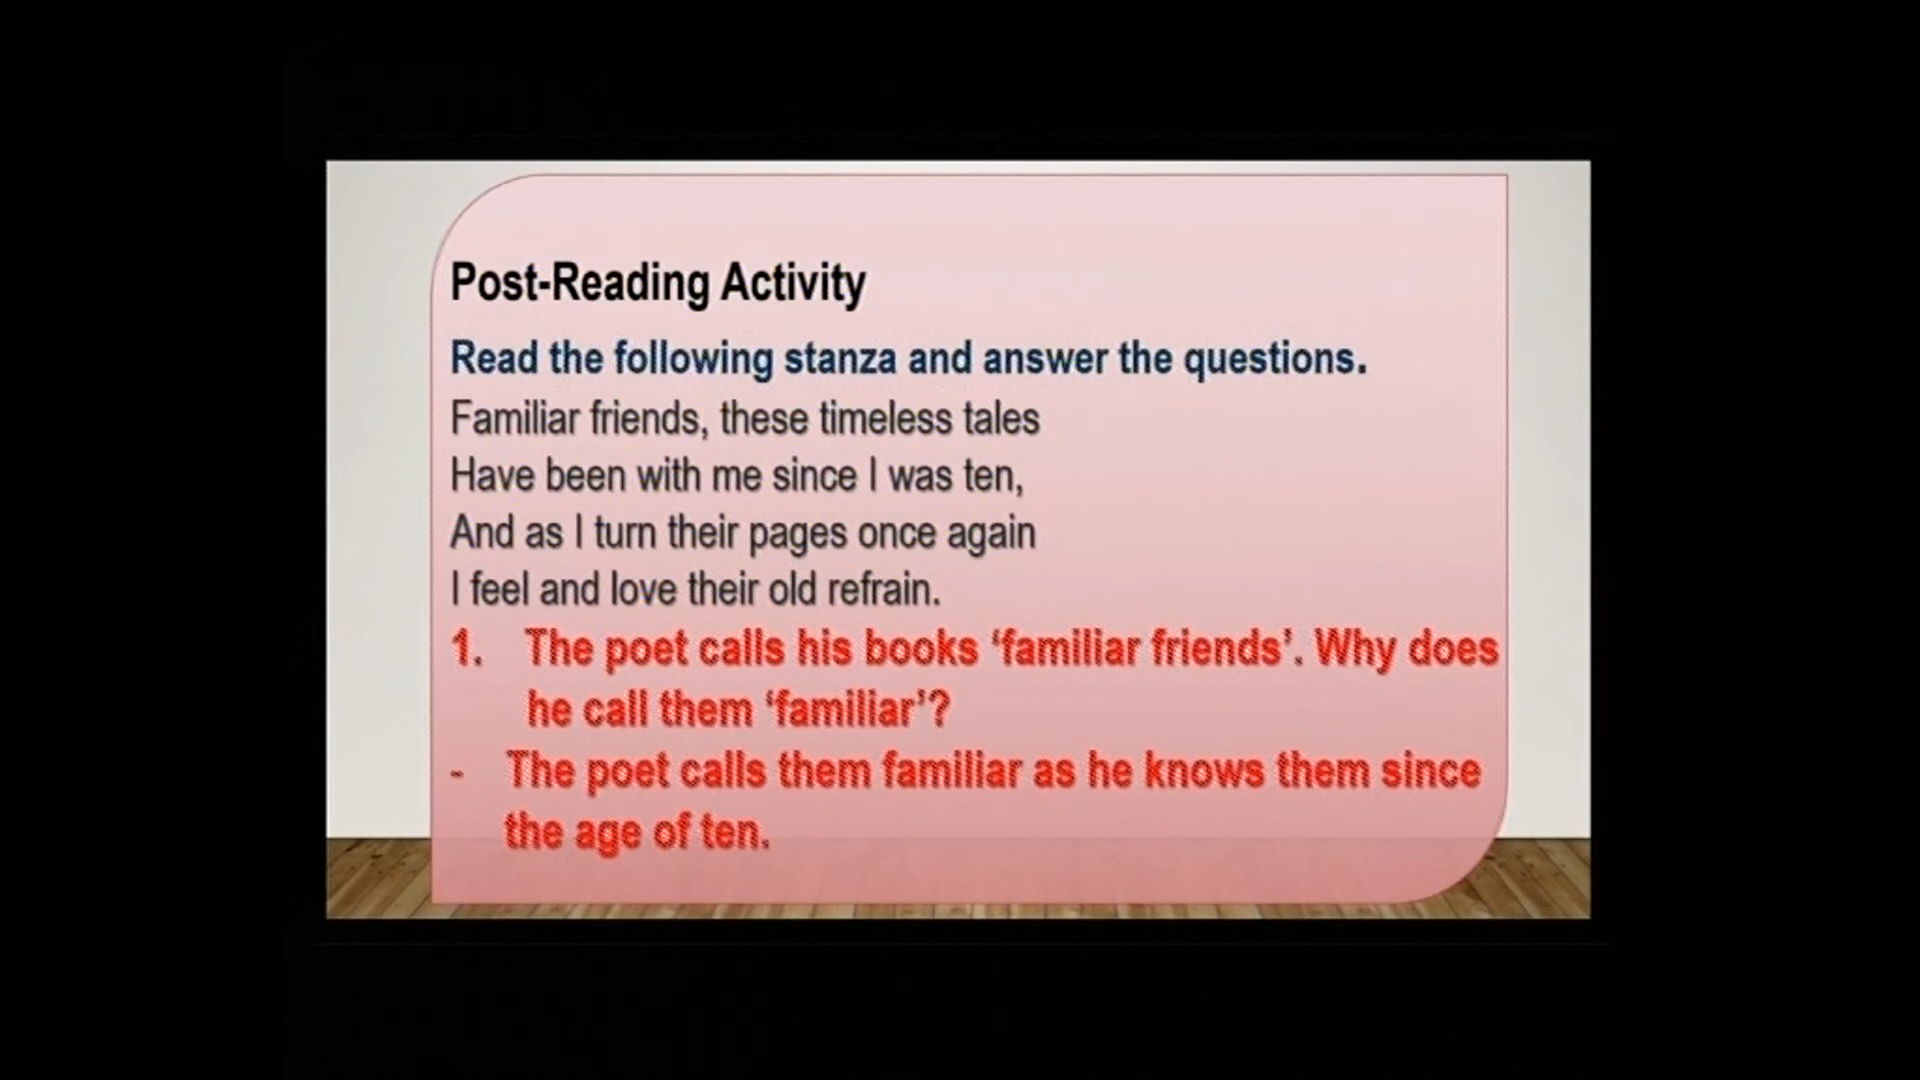 Post-Reading Activity
Read the following stanza and answer the questions.
Familiar friends, these timeless tales
Have been with me since I was ten,
And as I turn their pages once again
I feel and love their old refrain.
1. The poet calls his books ‘familiar friends’. Why does
he call them ‘familiar’?
- The poet calls them familiar as he knows them since
the age of ten.